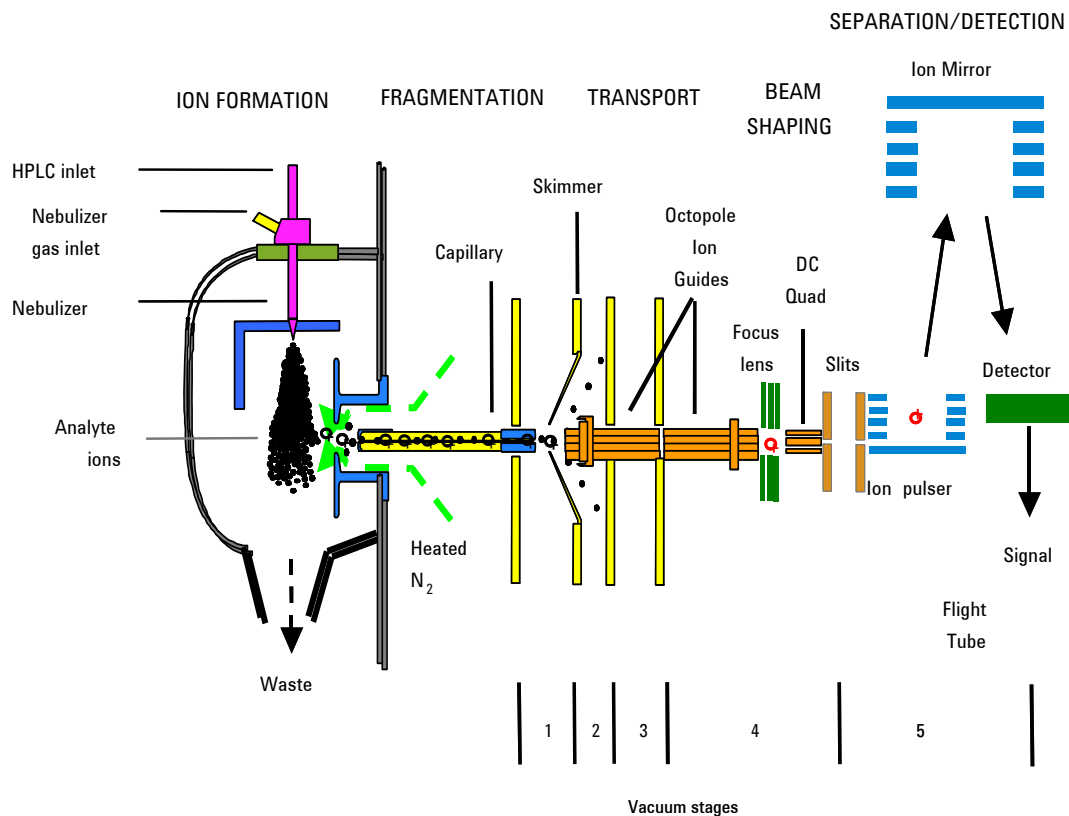 SEPARATION/DETECTION
Ion Mirror
ION FORMATION
FRAGMENTATION
TRANSPORT
BEAM
SHAPING
HPLC inlet
Nebulizer
gas inlet
Nebulizer
Analyte
ions
Waste
Capillary
Heated
N2
Skimmer
Octopole
Ion
Guides
Focus
lens
DC
Quad
Slits
Ion pulser
Detector
Signal
Flight
Tube
1
2
3
4
5
Vacuum stages